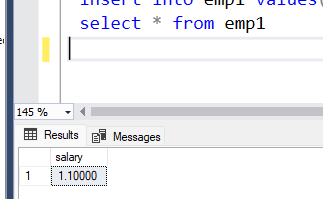 insert into emp1 values(
select * from emp1
145 %
Results Messages
salary
1 1.10000